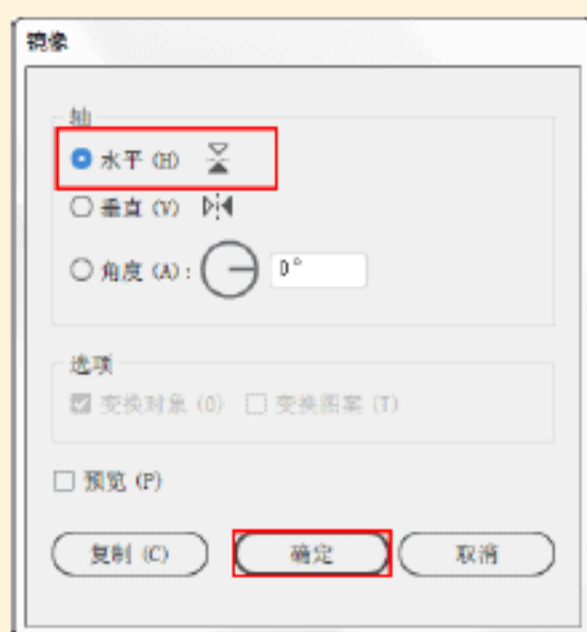 镜像
轴
水平 (H)
垂直 (V)
角度 (A): 0°
选项
变换对象 (O) 变换图案 (T)
预览 (P)
复制 (C) 确定 取消